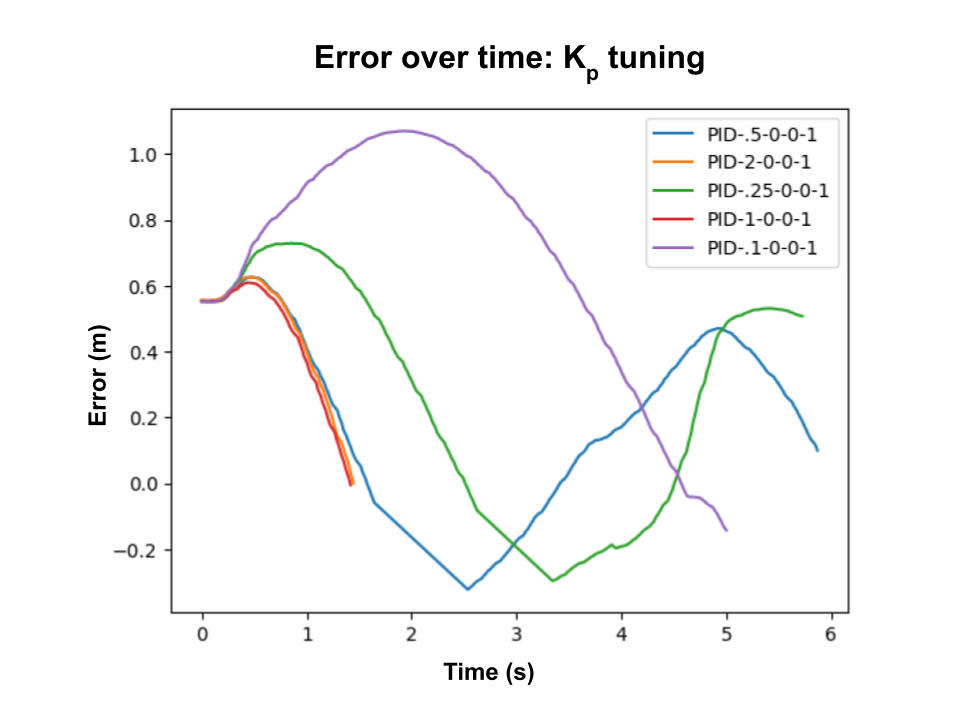 Error over time: Kp tuning
PID-.5-0-0-1
PID-2-0-0-1
PID-.25-0-0-1
PID-1-0-0-1
PID-.1-0-0-1
1.0
0.8
0.6
0.4
0.2
0.0
−0.2
Error (m)
0 1 2 3 4 5 6
Time (s)